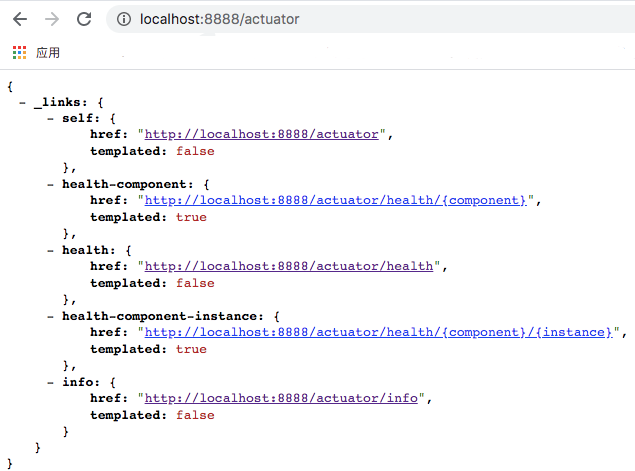 localhost:8888/actuator
应用
{
– _links: {
– self: {
href: "http://localhost:8888/actuator",
templated: false
},
– health-component: {
href: "http://localhost:8888/actuator/health/{component}",
templated: true
},
– health: {
href: "http://localhost:8888/actuator/health",
templated: false
},
– health-component-instance: {
href: "http://localhost:8888/actuator/health/{component}/{instance}",
templated: true
},
– info: {
href: "http://localhost:8888/actuator/info",
templated: false
}
}
}